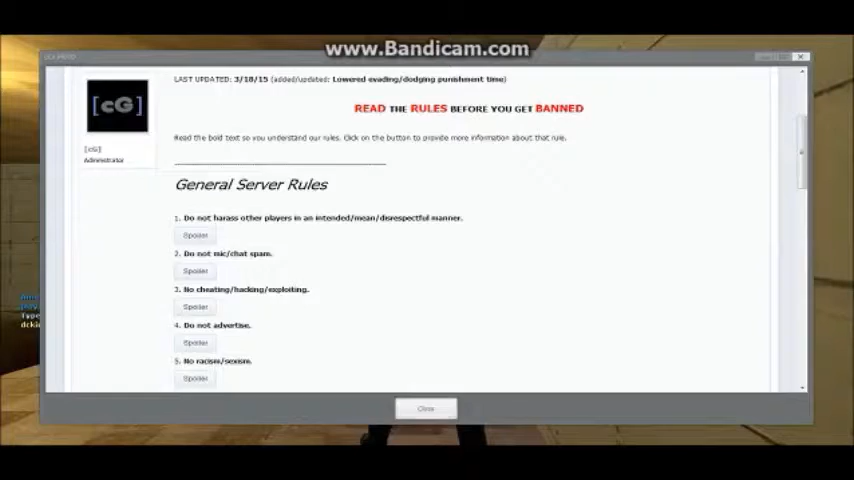 www.Bandicam.com
LAST UPDATED: 3/18/15 (added/updated: Lowered evading/dodging punishment time)
[cG]
READ THE RULES BEFORE YOU GET BANNED
Read the bold text so you understand our rules. Click on the button to provide more information about that rule.
[cG]
Administrator
General Server Rules
1. Do not harass other players in an intended/mean/disrespectful manner.
Spoiler
2. Do not mic/chat spam.
Spoiler
3. No cheating/hacking/exploiting.
Spoiler
4. Do not advertise.
Spoiler
5. No racism/sexism.
Spoiler
Close